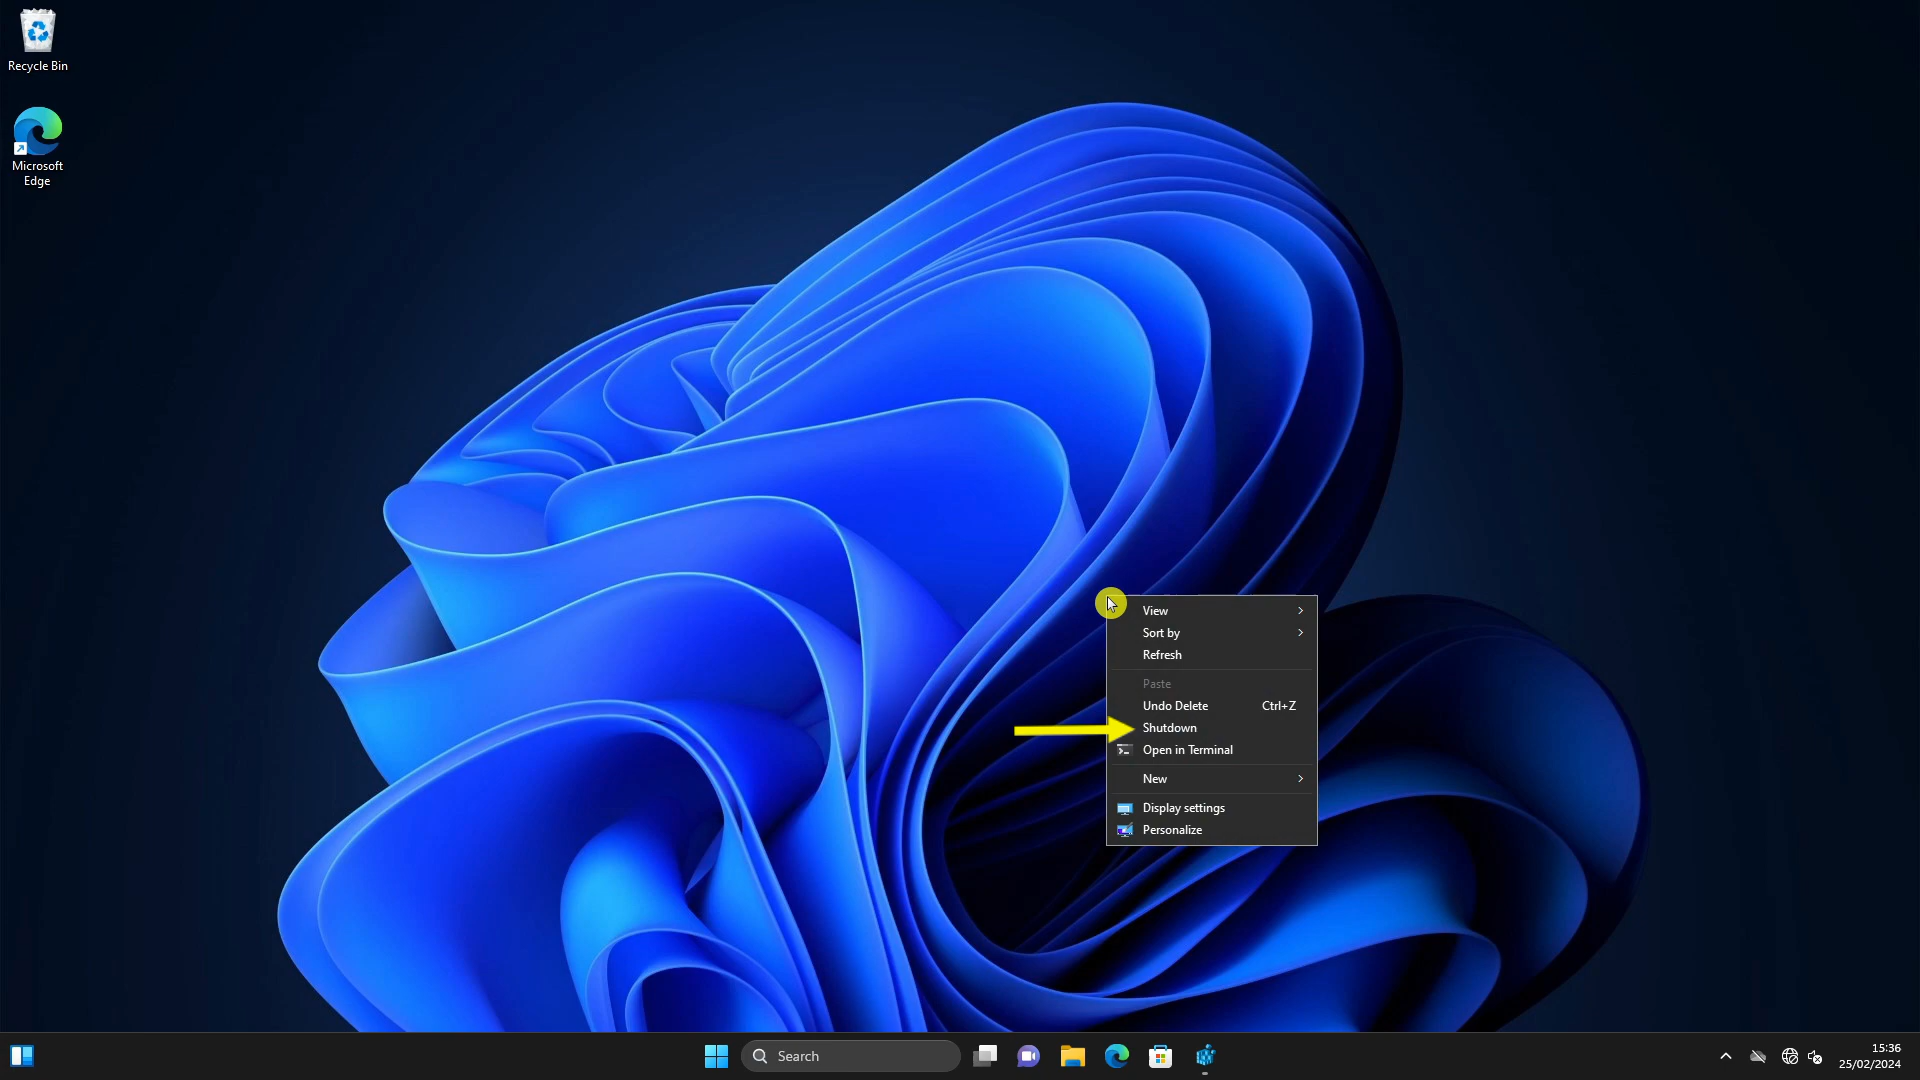 Recycle Bin
Microsoft
Edge
View
Sort by
Refresh
Paste
Undo Delete Ctrl+Z
Shutdown
Open in Terminal
New
Display settings
Personalize
Search
15:36
25/02/2024